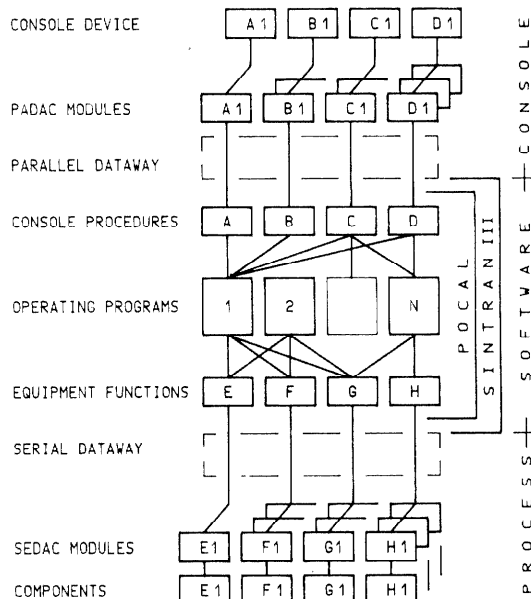 CONSOLE DEVICE A1 B1 C1 D1
PADAC MODULES A1 B1 C1 D1
PARALLEL DATAWAY
CONSOLE PROCEDURES A B C D
OPERATING PROGRAMS 1 2 N
EQUIPMENT FUNCTIONS E F G H
SERIAL DATAWAY
SEDAC MODULES E1 F1 G1 H1
COMPONENTS E1 F1 G1 H1
POCAL
SINTRAN III
CONSOLE
SOFTWARE
PROCESS